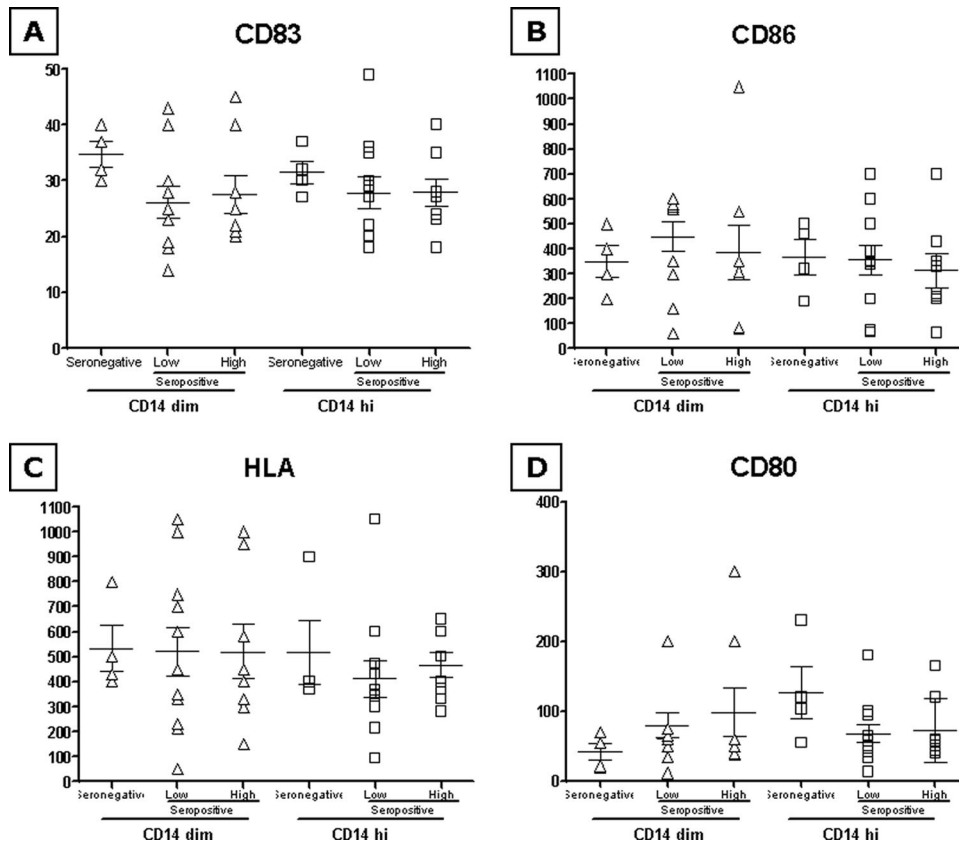 A
CD83
50
40
30
20
10
0
Seronegative Low High Seronegative Low High
Seropositive Seropositive
CD14 dim CD14 hi
B
CD86
1100
1000
900
800
700
600
500
400
300
200
100
0
Seronegative Low High Seronegative Low High
Seropositive Seropositive
CD14 dim CD14 hi
C
HLA
1100
1000
900
800
700
600
500
400
300
200
100
0
Seronegative Low High Seronegative Low High
Seropositive Seropositive
CD14 dim CD14 hi
D
CD80
400
300
200
100
0
Seronegative Low High Seronegative Low High
Seropositive Seropositive
CD14 dim CD14 hi